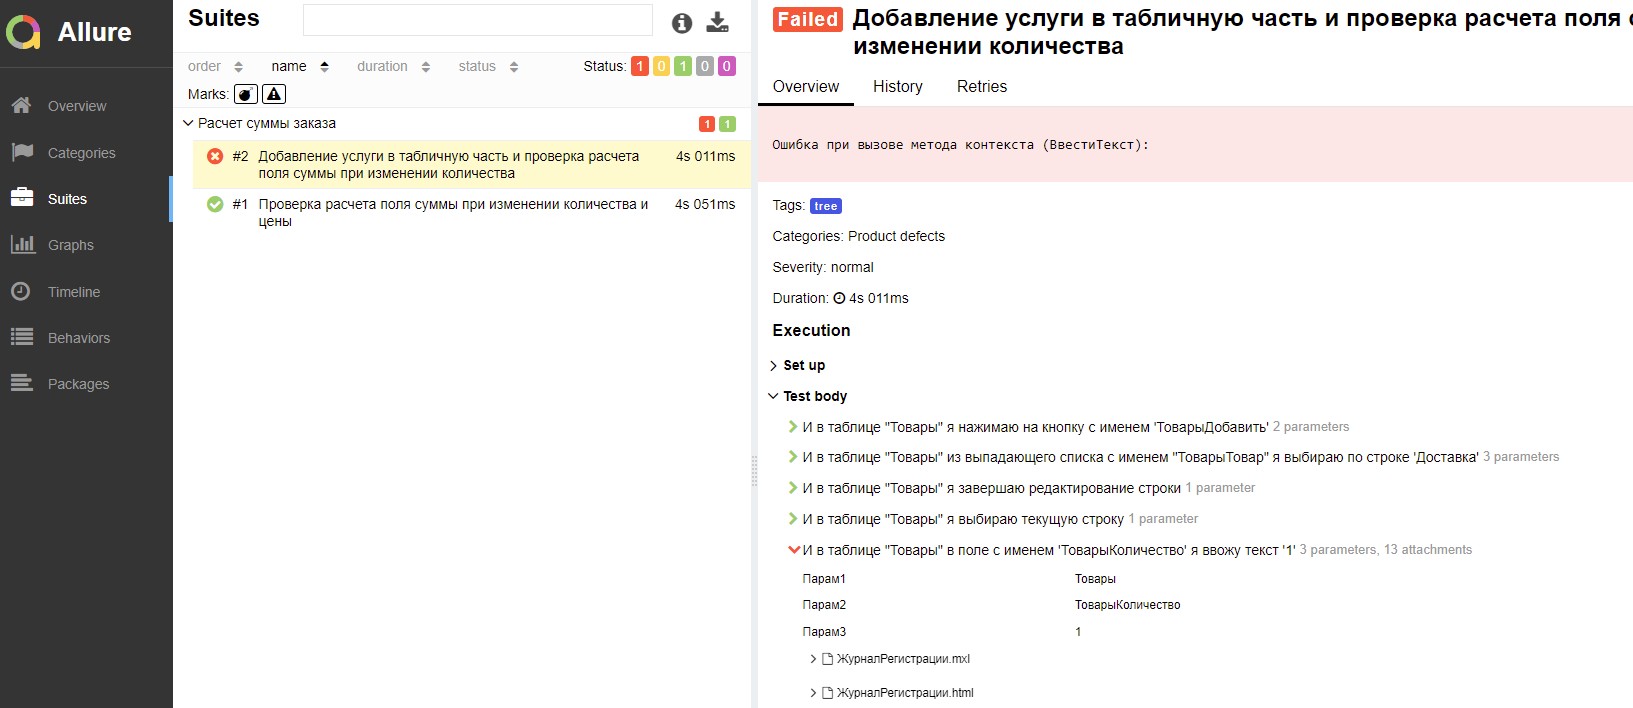 Allure
Overview
Categories
Suites
Graphs
Timeline
Behaviors
Packages
Suites
order name duration status Status: 1 0 1 0 0
Marks:
Расчет суммы заказа 1 1
#2 Добавление услуги в табличную часть и проверка расчета 4s 011ms
поля суммы при изменении количества
#1 Проверка расчета поля суммы при изменении количества и 4s 051ms
цены
Failed Добавление услуги в табличную часть и проверка расчета поля
изменении количества
Overview History Retries
Ошибка при вызове метода контекста (ВвестиТекст):
Tags: tree
Categories: Product defects
Severity: normal
Duration: 4s 011ms
Execution
Set up
Test body
И в таблице "Товары" я нажимаю на кнопку с именем 'ТоварыДобавить' 2 parameters
И в таблице "Товары" из выпадающего списка с именем "ТоварыТовар" я выбираю по строке 'Доставка' 3 parameters
И в таблице "Товары" я завершаю редактирование строки 1 parameter
И в таблице "Товары" я выбираю текущую строку 1 parameter
И в таблице "Товары" в поле с именем 'ТоварыКоличество' я ввожу текст '1' 3 parameters, 13 attachments
Парам1 Товары
Парам2 ТоварыКоличество
Парам3 1
ЖурналРегистрации.mxl
ЖурналРегистрации.html